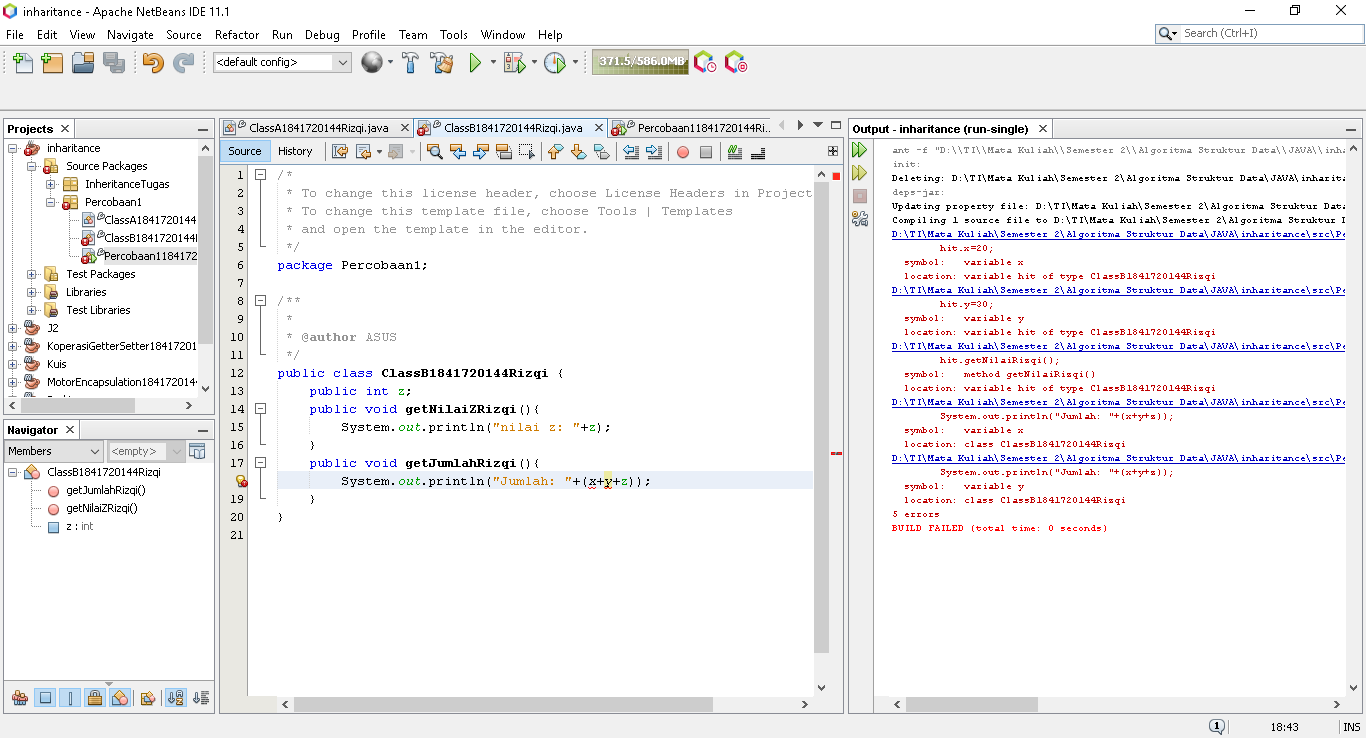 inharitance - Apache NetBeans IDE 11.1
File Edit View Navigate Source Refactor Run Debug Profile Team Tools Window Help
Search (Ctrl+I)
<default config>
371.5/586.0MB
Projects
inharitance
Source Packages
InheritanceTugas
Percobaan1
ClassA1841720144
ClassB1841720144
Percobaan11841172
Test Packages
Libraries
Test Libraries
J2
KoperasiGetterSetter18417201
Kuis
MotorEncapsulation184172014
Navigator
Members
<empty>
ClassB1841720144Rizqi
getJumlahRizqi()
getNilaiZRizqi()
z : int
ClassA1841720144Rizqi.java
ClassB1841720144Rizqi.java
Percobaan11841720144Ri..
Source History
1 /*
2 * To change this license header, choose License Headers in Project
3 * To change this template file, choose Tools | Templates
4 * and open the template in the editor.
5 */
6 package Percobaan1;
7
8 /**
9 *
10 * @author ASUS
11 */
12 public class ClassB1841720144Rizqi {
13 public int z;
14 public void getNilaiZRizqi(){
15 System.out.println("nilai z: "+z);
16 }
17 public void getJumlahRizqi(){
System.out.println("Jumlah: "+(x+y+z));
19 }
20 }
21
Output - inharitance (run-single)
ant -f "D:\\TI\\Mata Kuliah\\Semester 2\\Algoritma Struktur Data\\JAVA\\inha
init:
Deleting: D:\TI\Mata Kuliah\Semester 2\Algoritma Struktur Data\JAVA\inharita
deps-jar:
Updating property file: D:\TI\Mata Kuliah\Semester 2\Algoritma Struktur Data
Compiling 1 source file to D:\TI\Mata Kuliah\Semester 2\Algoritma Struktur D
D:\TI\Mata Kuliah\Semester 2\Algoritma Struktur Data\JAVA\inharitance\src\Pe
hit.x=20;
symbol: variable x
location: variable hit of type ClassB1841720144Rizqi
D:\TI\Mata Kuliah\Semester 2\Algoritma Struktur Data\JAVA\inharitance\src\Pe
hit.y=30;
symbol: variable y
location: variable hit of type ClassB1841720144Rizqi
D:\TI\Mata Kuliah\Semester 2\Algoritma Struktur Data\JAVA\inharitance\src\Pe
hit.getNilaiRizqi();
symbol: method getNilaiRizqi()
location: variable hit of type ClassB1841720144Rizqi
D:\TI\Mata Kuliah\Semester 2\Algoritma Struktur Data\JAVA\inharitance\src\Pe
System.out.println("Jumlah: "+(x+y+z));
symbol: variable x
location: class ClassB1841720144Rizqi
D:\TI\Mata Kuliah\Semester 2\Algoritma Struktur Data\JAVA\inharitance\src\Pe
System.out.println("Jumlah: "+(x+y+z));
symbol: variable y
location: class ClassB1841720144Rizqi
5 errors
BUILD FAILED (total time: 0 seconds)
1
18:43
INS